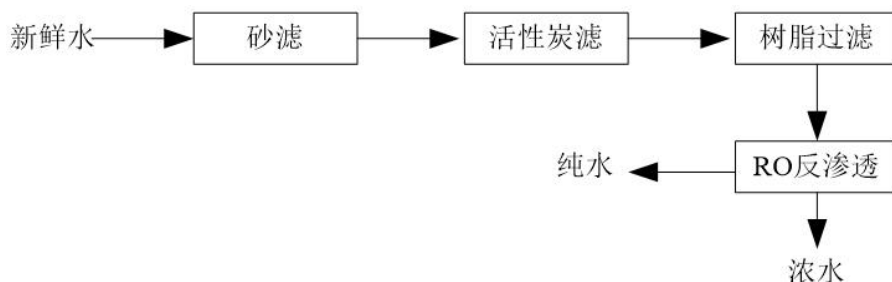 新鲜水
砂滤
活性炭滤
树脂过滤
纯水
RO反渗透
浓水